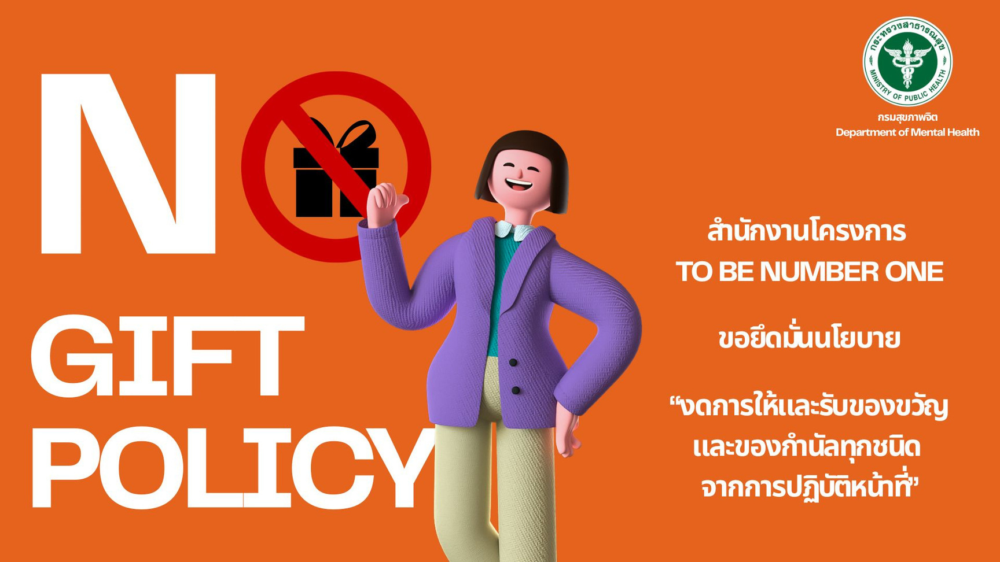 NO
GIFT
POLICY
กระทรวงสาธารณสุข
MINISTRY OF PUBLIC HEALTH
กรมสุขภาพจิต
Department of Mental Health
สำนักงานโครงการ
TO BE NUMBER ONE
ขอยึดมั่นนโยบาย
“งดการให้และรับของขวัญ
และของกำนัลทุกชนิด
จากการปฏิบัติหน้าที่”